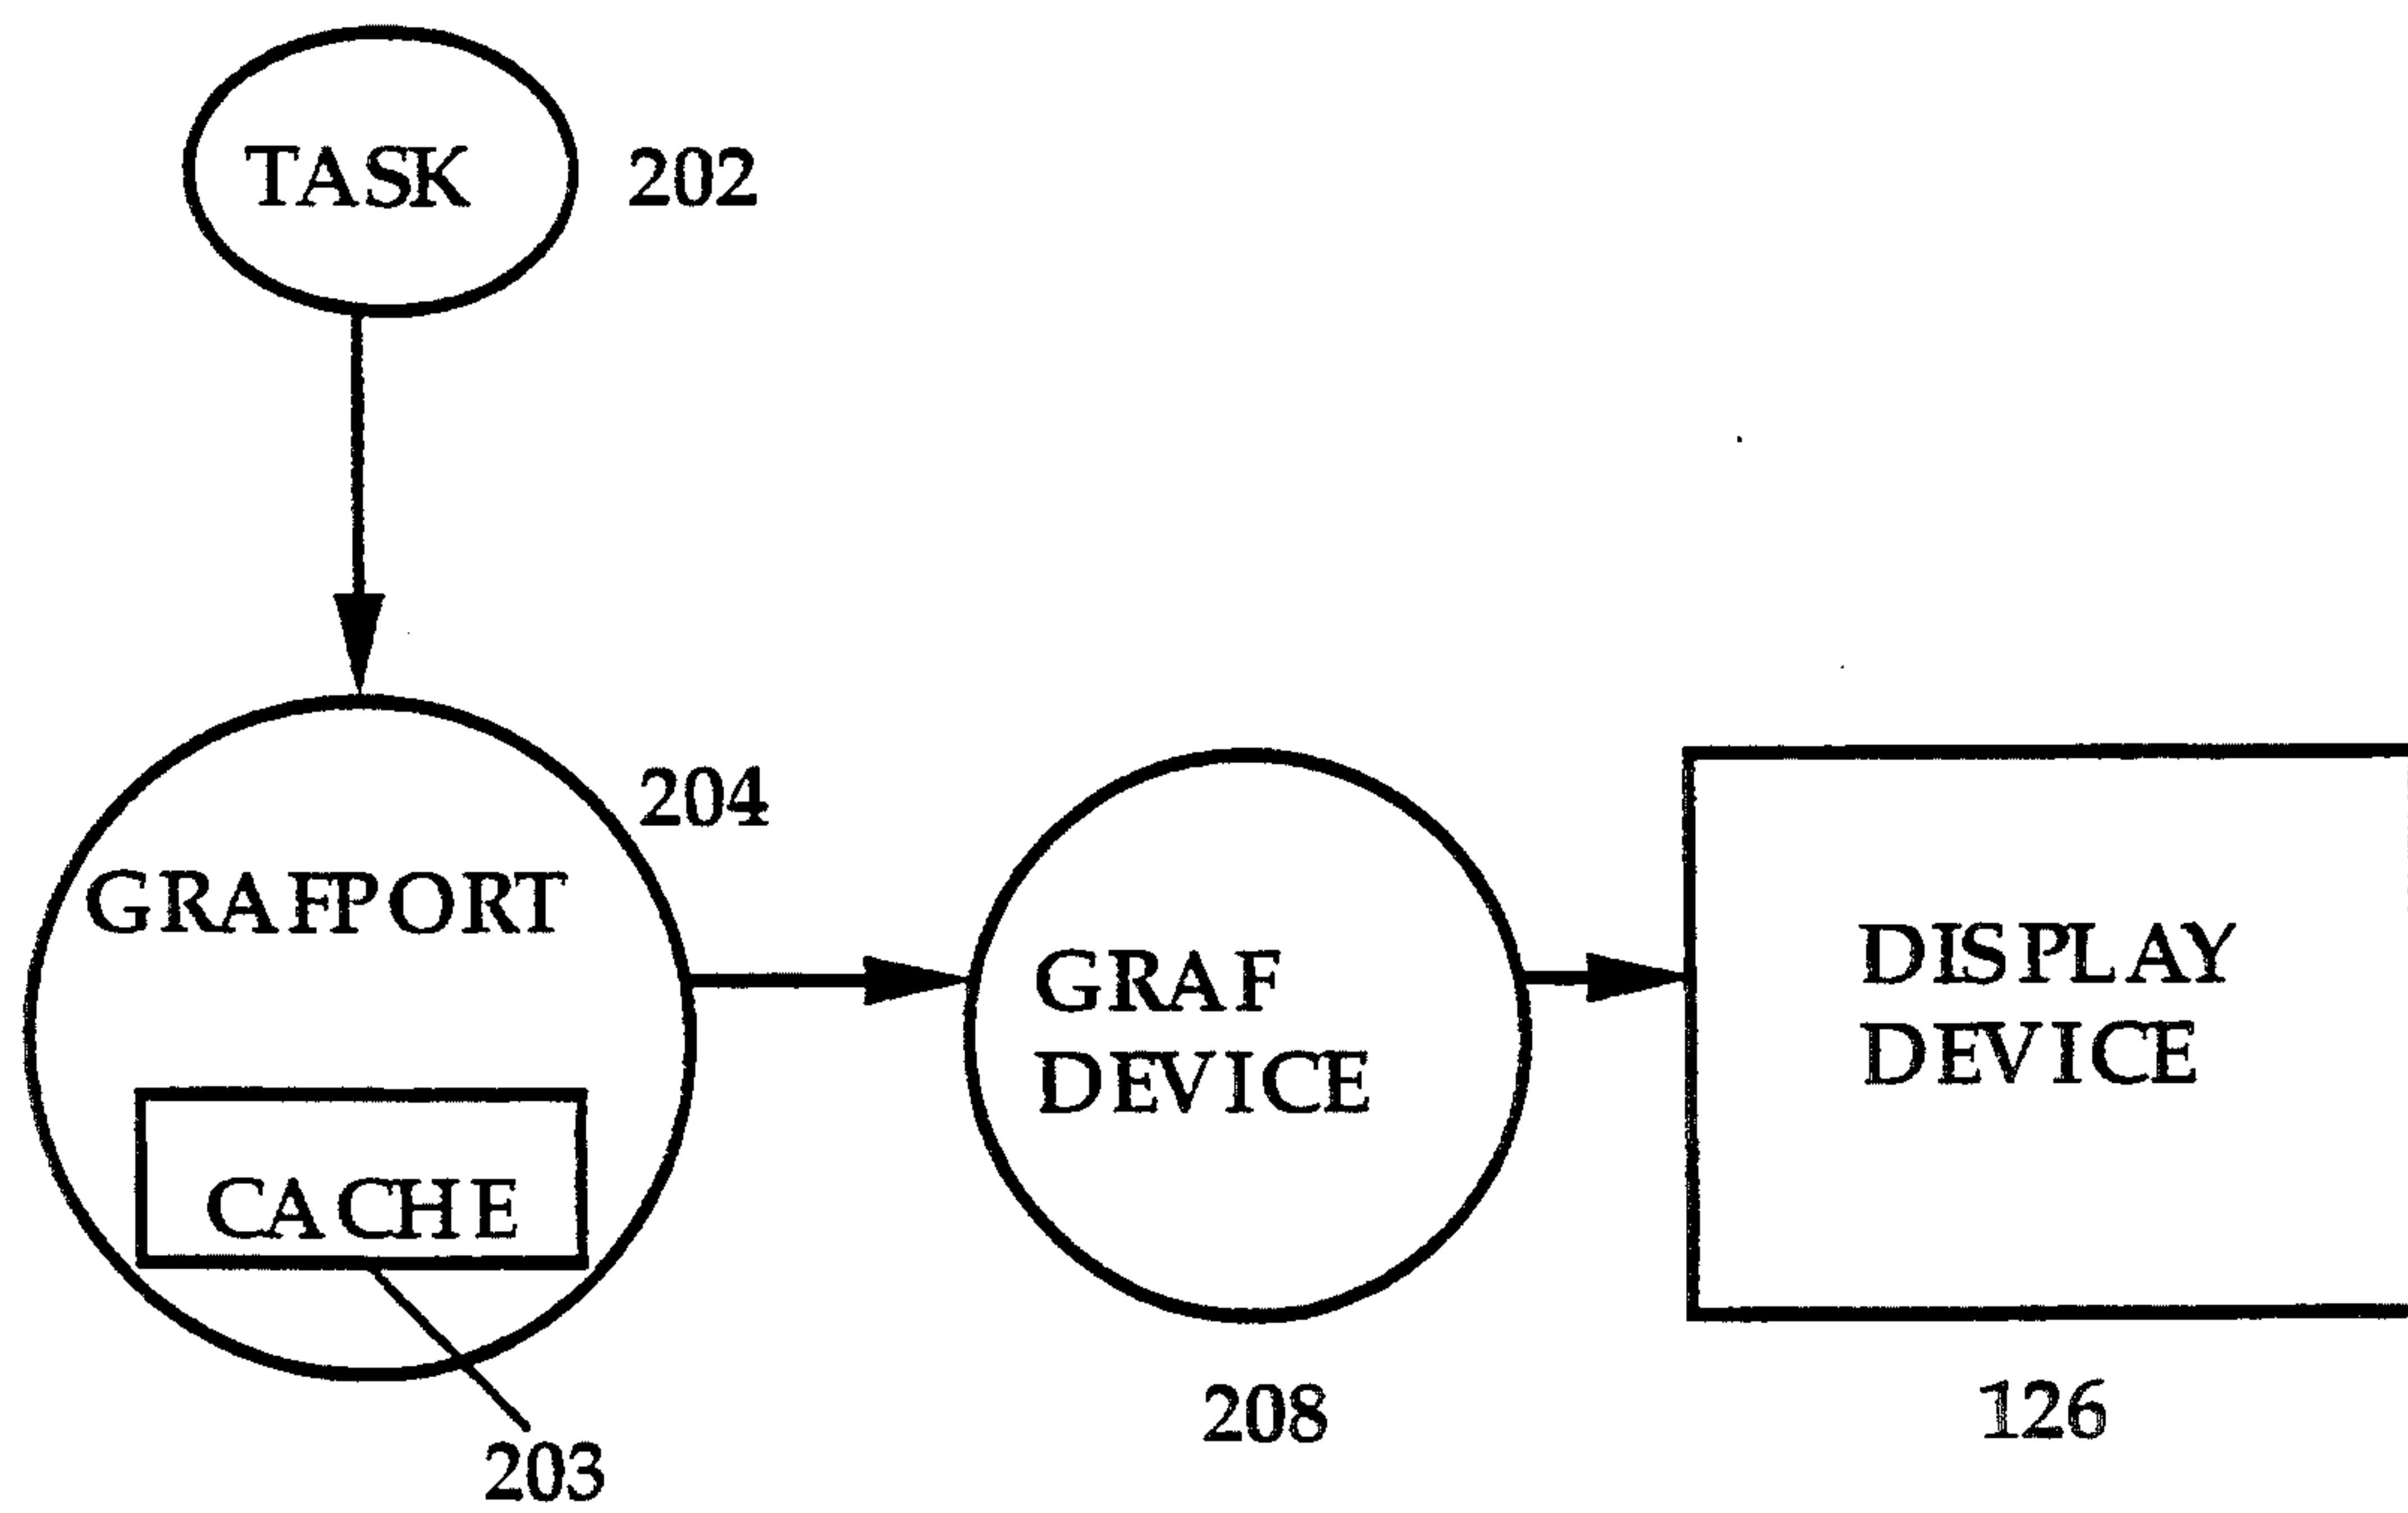 TASK
202
204
GRAFPORT
CACHE
203
GRAF
DEVICE
208
DISPLAY
DEVICE
126